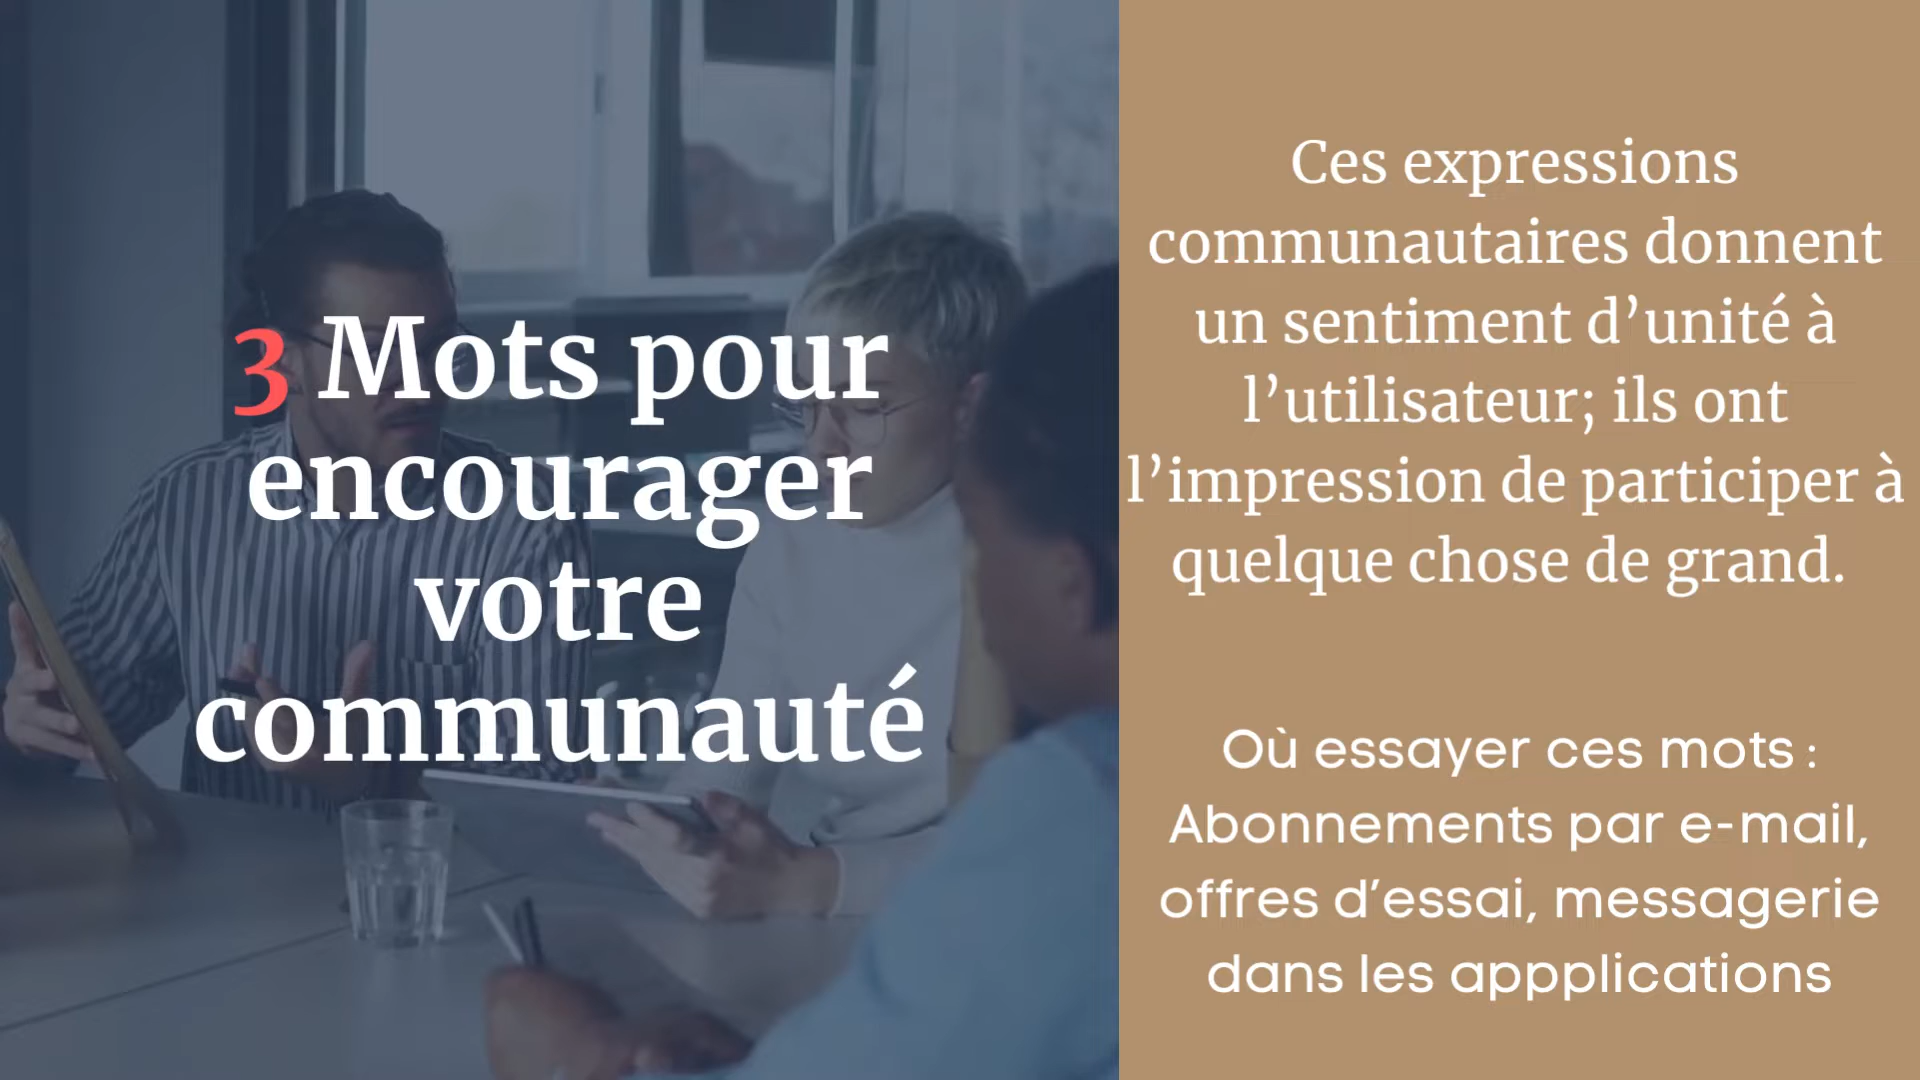 3 Mots pour
encourager
votre
communauté
Ces expressions
communautaires donnent
un sentiment d’unité à
l’utilisateur; ils ont
l’impression de participer à
quelque chose de grand.
Où essayer ces mots :
Abonnements par e-mail,
offres d’essai, messagerie
dans les appplications